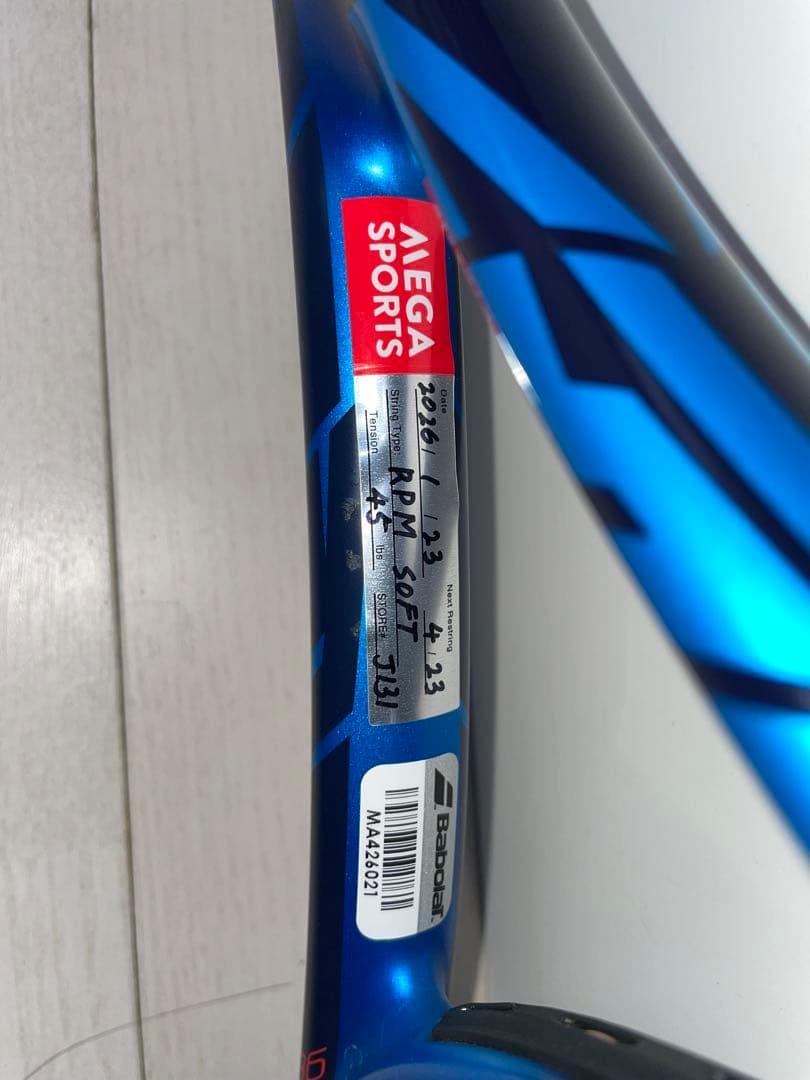 MEGA
SPORTS
Date
Next Restring
2026/ 1 /23 4/23
String Type: RPM SOFT
Tension 45 lbs STORE# J131
Babolat
MA426021